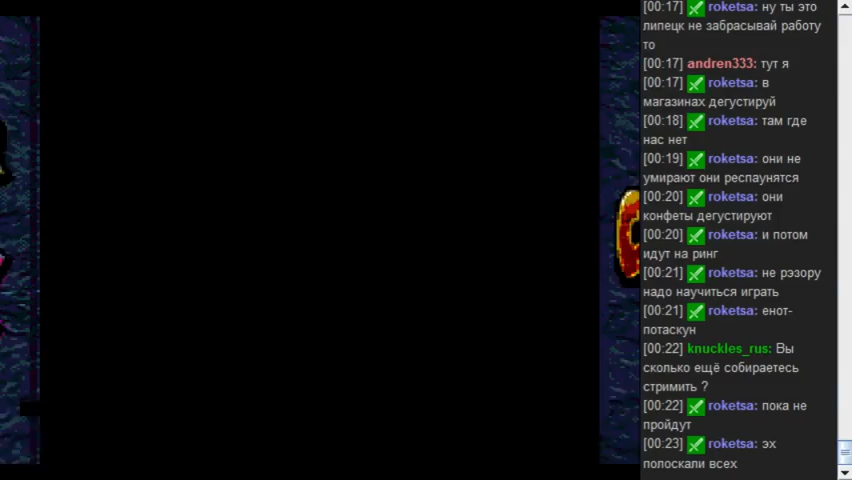 [00:17] roketsa: ну ты это
липецк не забрасывай работу
то
[00:17] andren333: тут я
[00:17] roketsa: в
магазинах дегустируй
[00:18] roketsa: там где
нас нет
[00:19] roketsa: они не
умирают они респаунятся
[00:20] roketsa: они
конфеты дегустируют
[00:20] roketsa: и потом
идут на ринг
[00:21] roketsa: не рэзору
надо научиться играть
[00:21] roketsa: енот-
потаскун
[00:22] knuckles_rus: Вы
сколько ещё собираетесь
стримить ?
[00:22] roketsa: пока не
пройдут
[00:23] roketsa: эх
полоскали всех